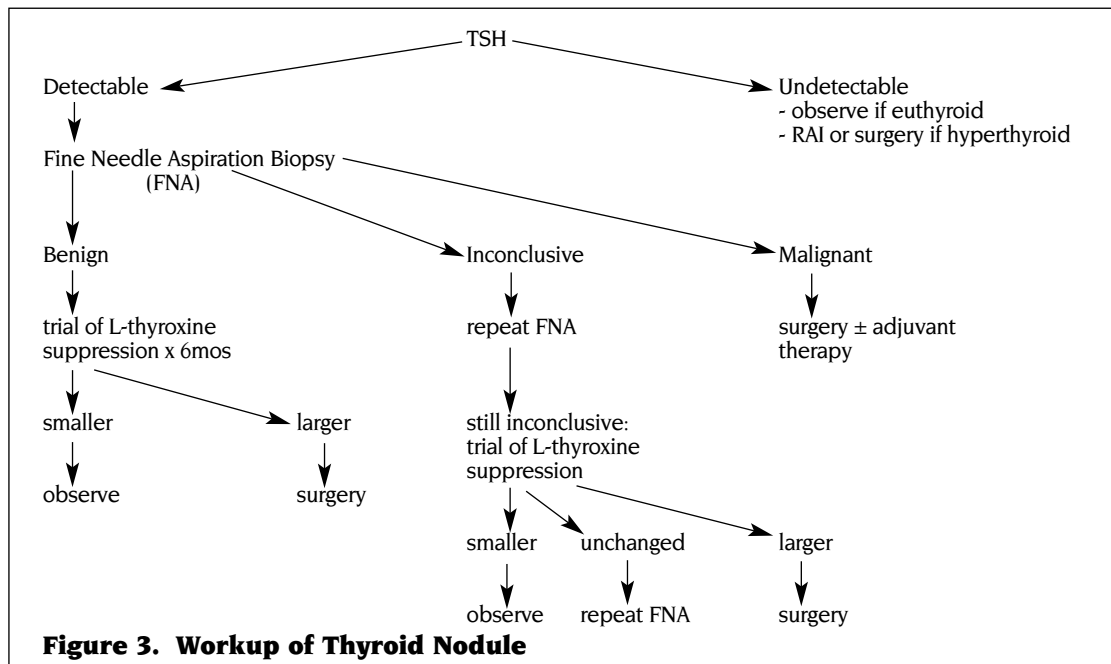 TSH
Detectable
Undetectable
- observe if euthyroid
- RAI or surgery if hyperthyroid
Fine Needle Aspiration Biopsy
(FNA)
Benign
Inconclusive
Malignant
trial of L-thyroxine
suppression x 6mos
repeat FNA
surgery ± adjuvant
therapy
smaller
larger
still inconclusive:
trial of L-thyroxine
suppression
observe
surgery
smaller
unchanged
larger
observe
repeat FNA
surgery
Figure 3. Workup of Thyroid Nodule